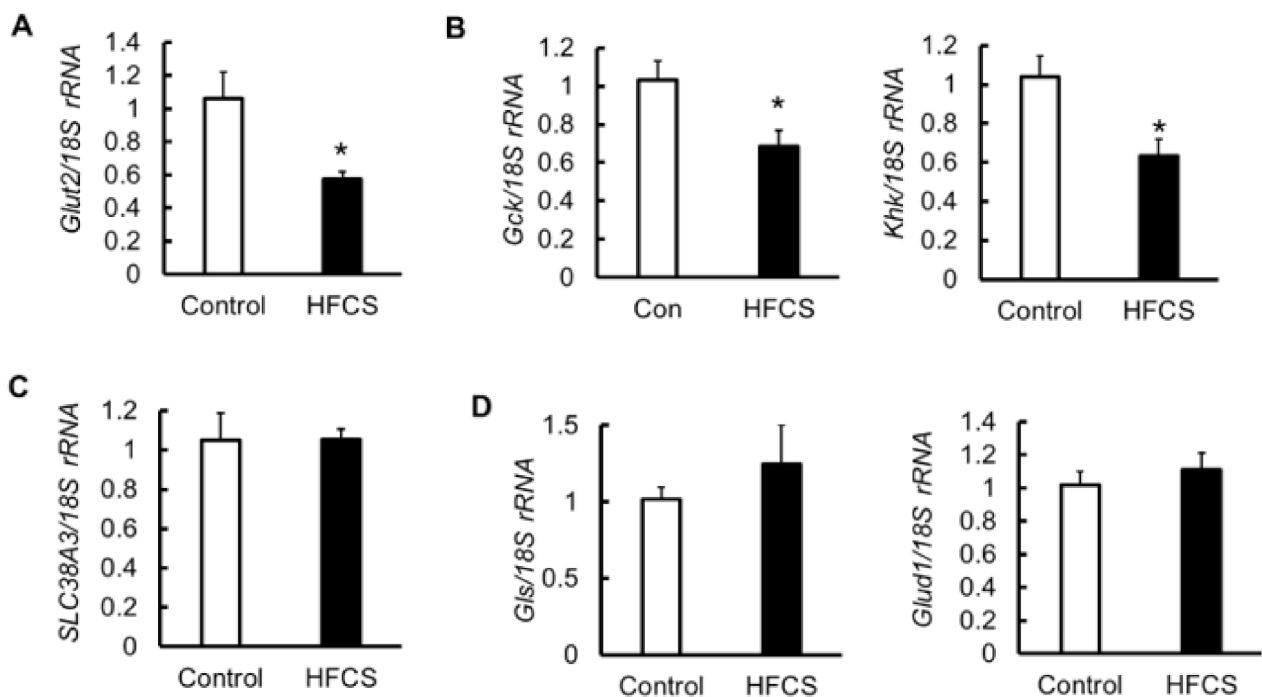 A
Glut2/18S rRNA
1.4
1.2
1
0.8
0.6
0.4
0.2
0
*
Control HFCS
B
Gck/18S rRNA
1.2
1
0.8
0.6
0.4
0.2
0
*
Con HFCS
Khk/18S rRNA
1.2
1
0.8
0.6
0.4
0.2
0
*
Control HFCS
C
SLC38A3/18S rRNA
1.2
1
0.8
0.6
0.4
0.2
0
Control HFCS
D
Gls/18S rRNA
1.5
1
0.5
0
Control HFCS
Glud1/18S rRNA
1.4
1.2
1
0.8
0.6
0.4
0.2
0
Control HFCS